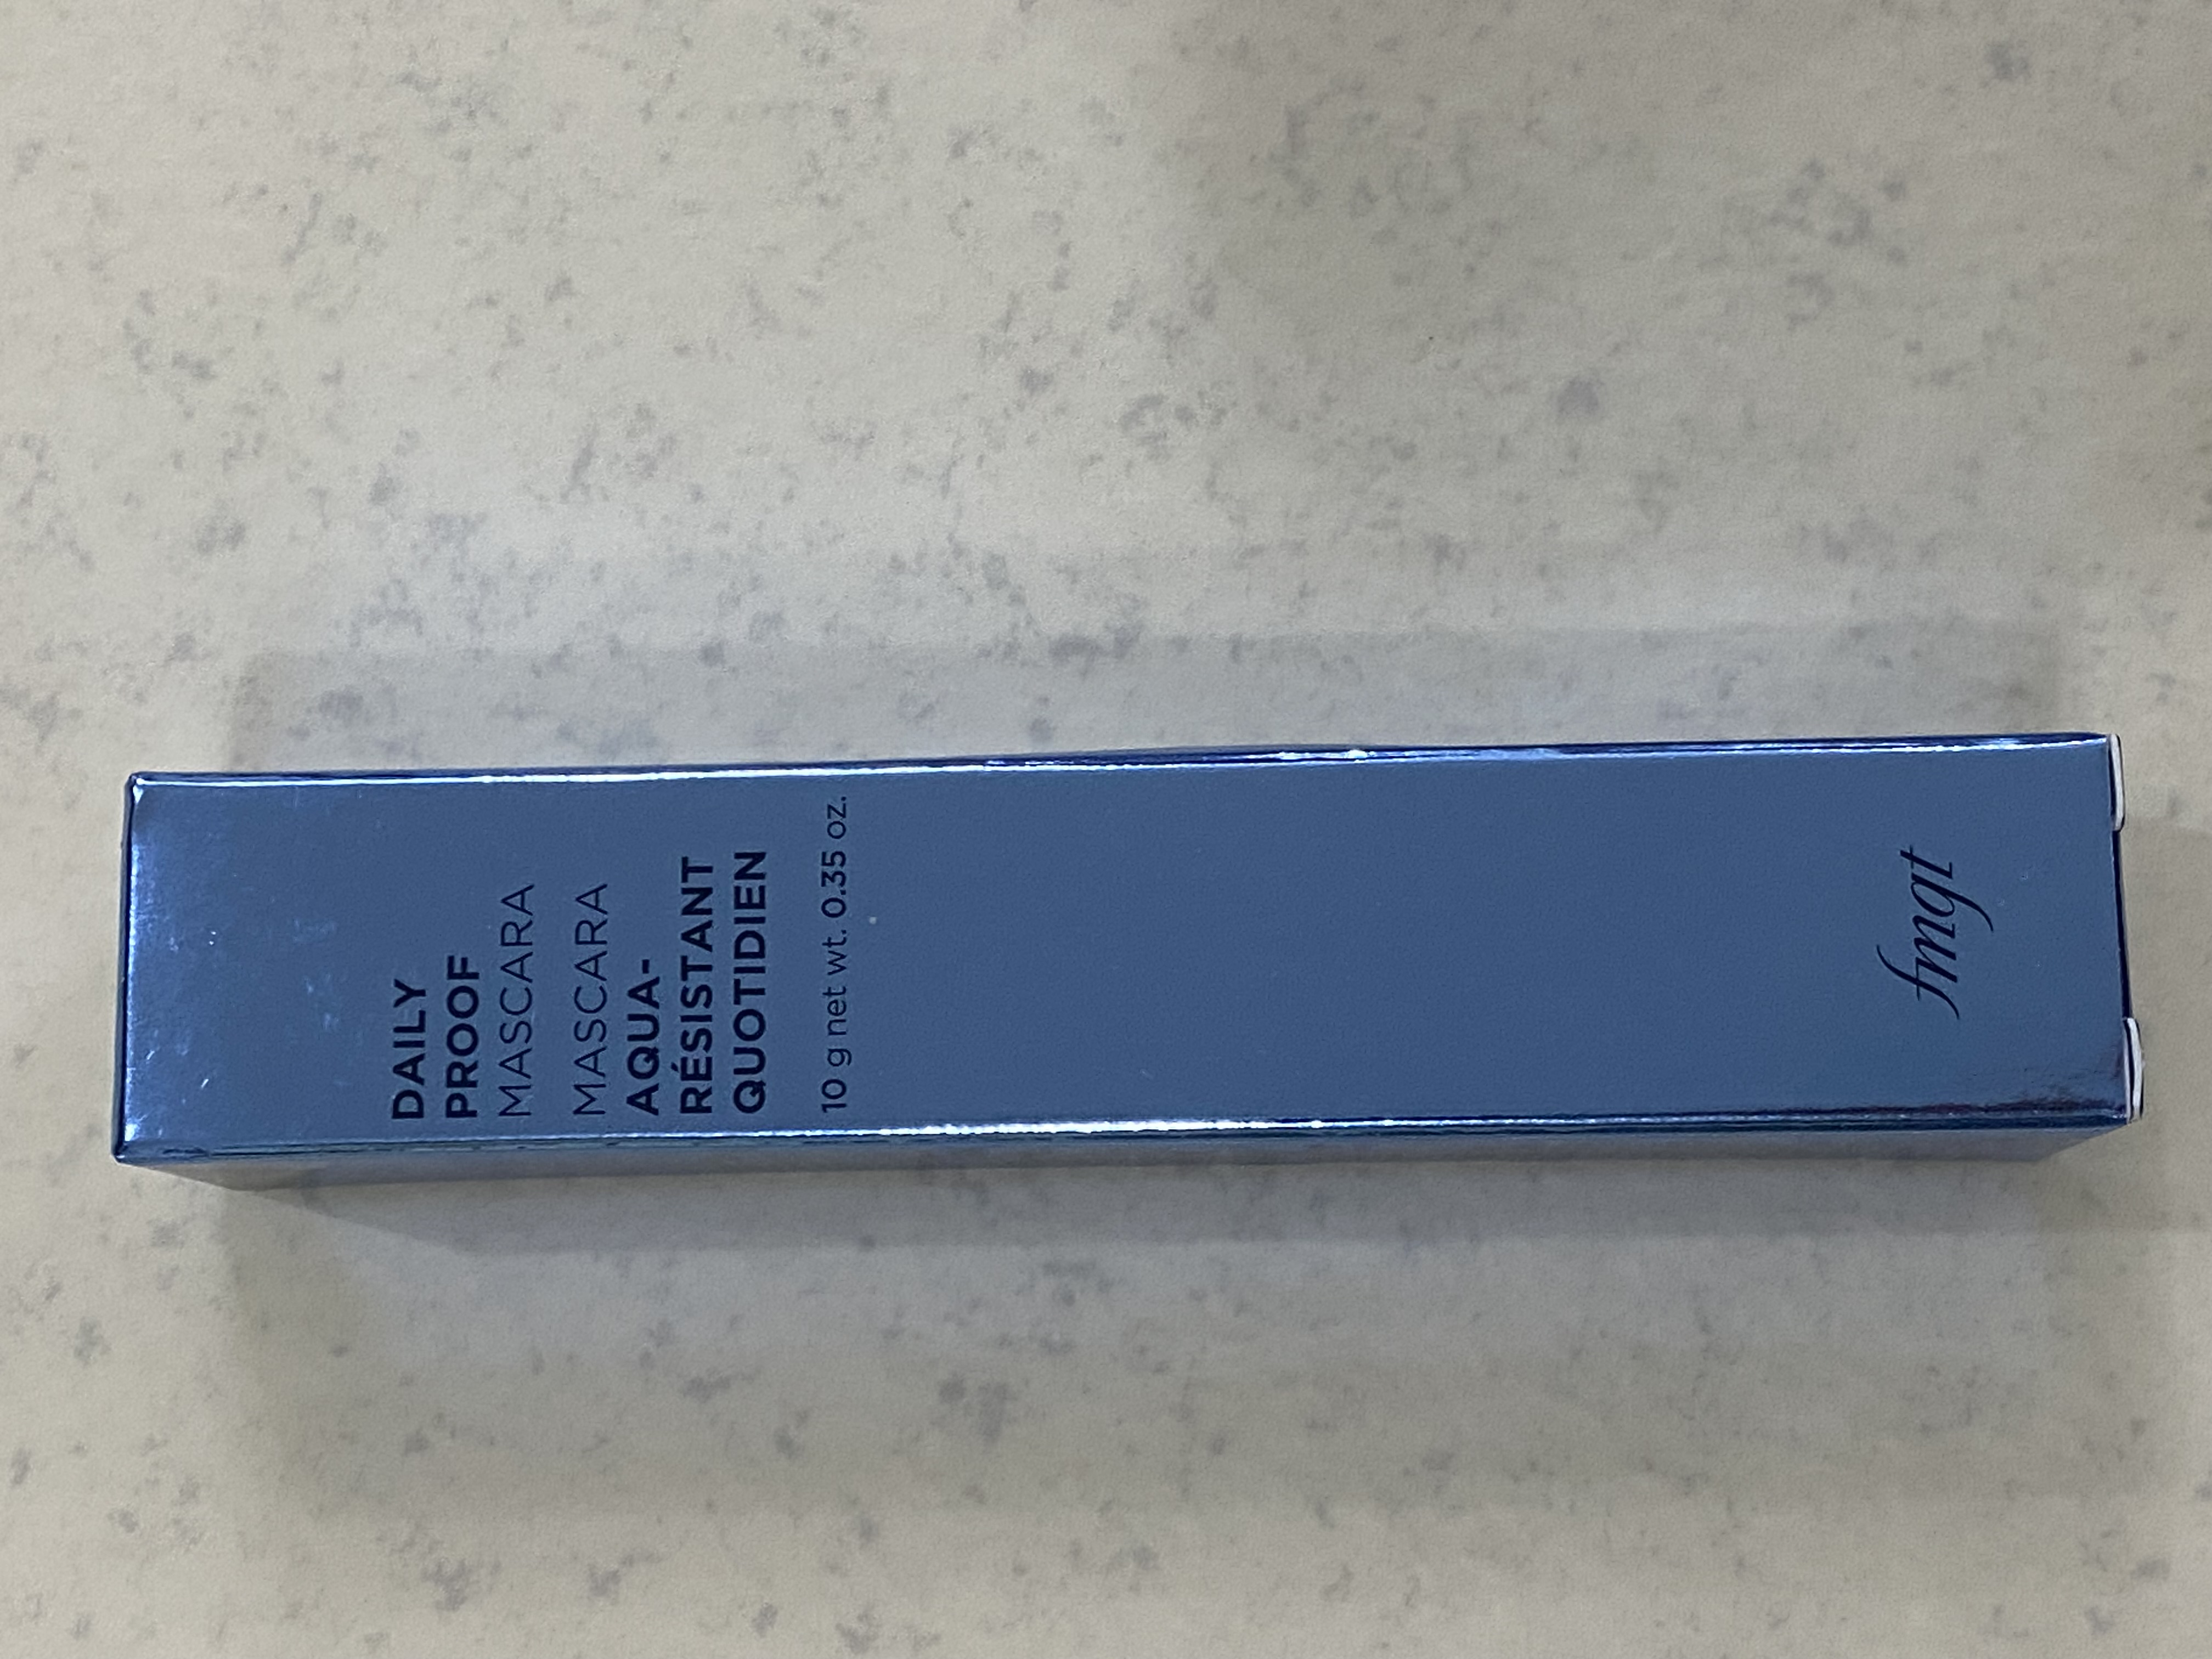 DAILY
PROOF
MASCARA
MASCARA
AQUA-
RÉSISTANT
QUOTIDIEN
10 g net wt. 0.35 oz.
fmgt